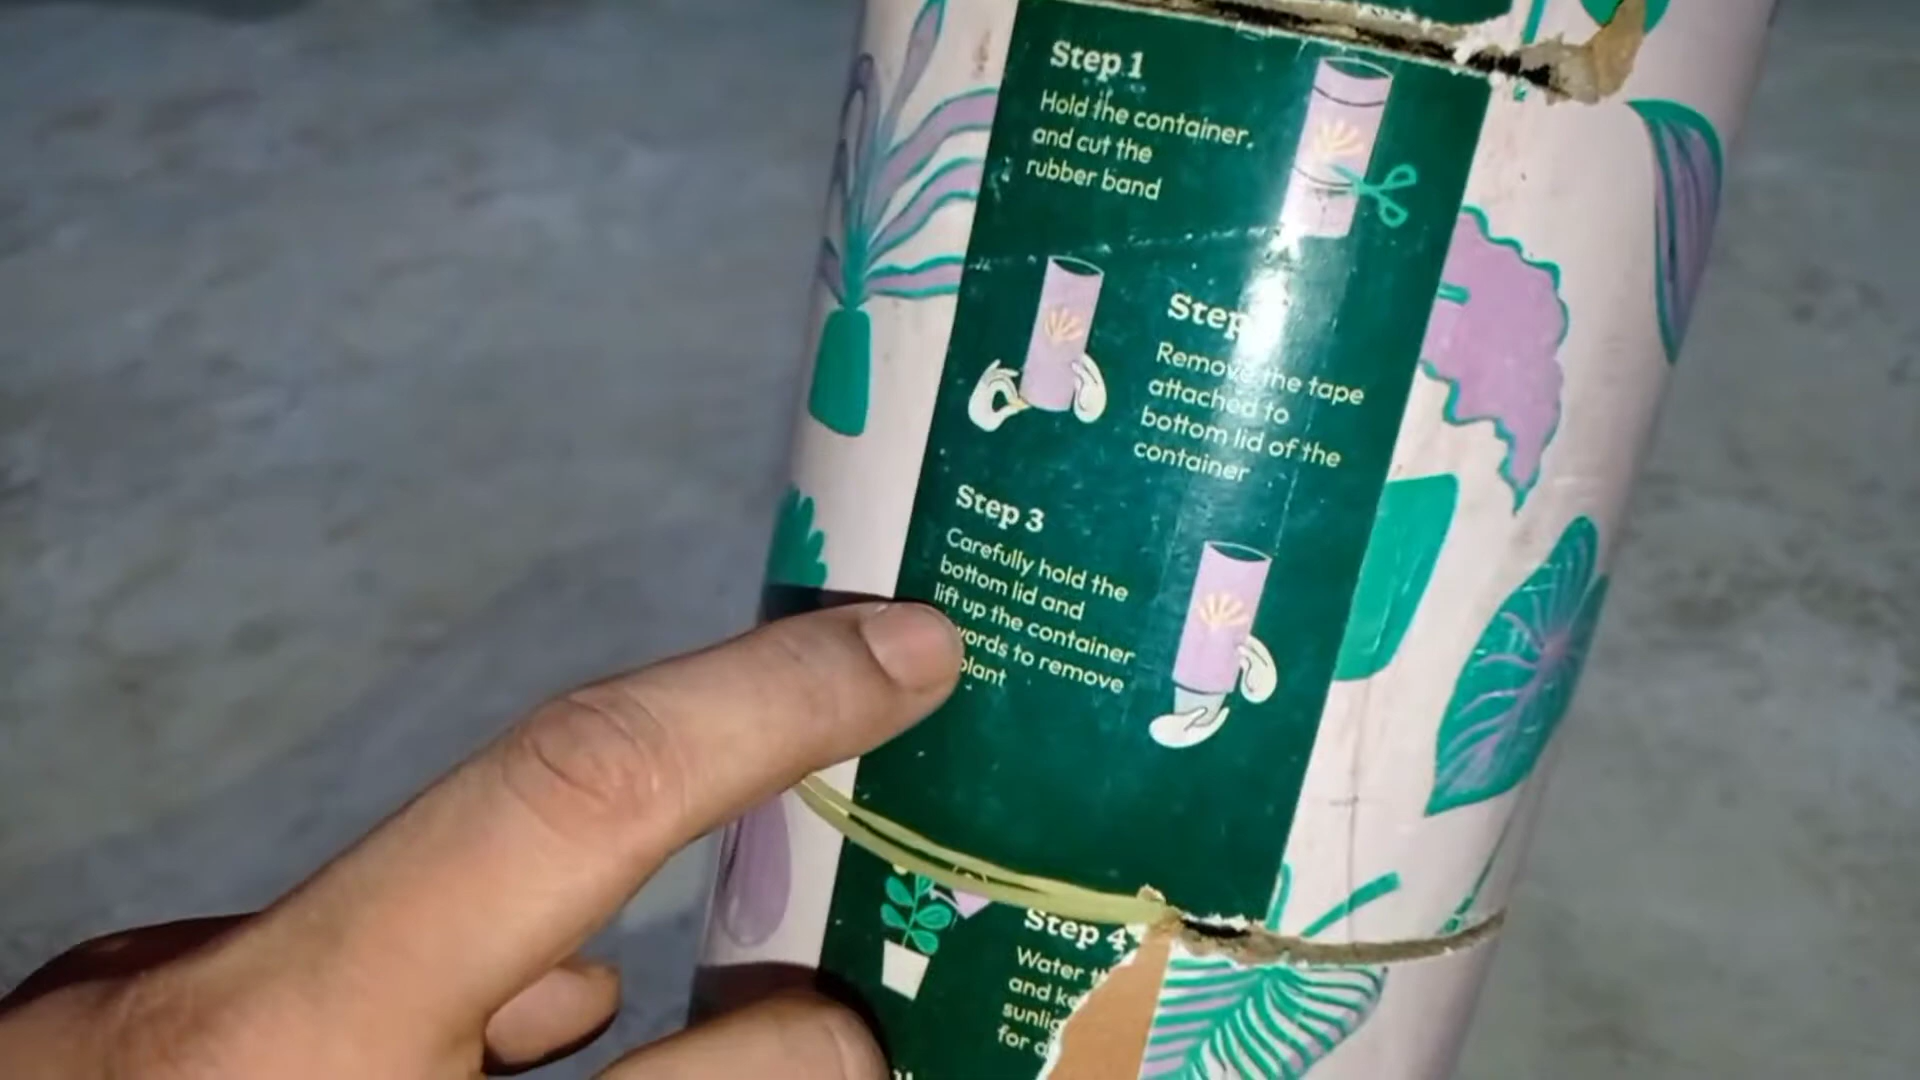 Step 1
Hold the container.
and cut the
rubber band
Step
Remove the tape
attached to
bottom lid of the
container
Step 3
Carefully hold the
bottom lid and
lift up the container
to remove
plant
Step 4
Water
and
for